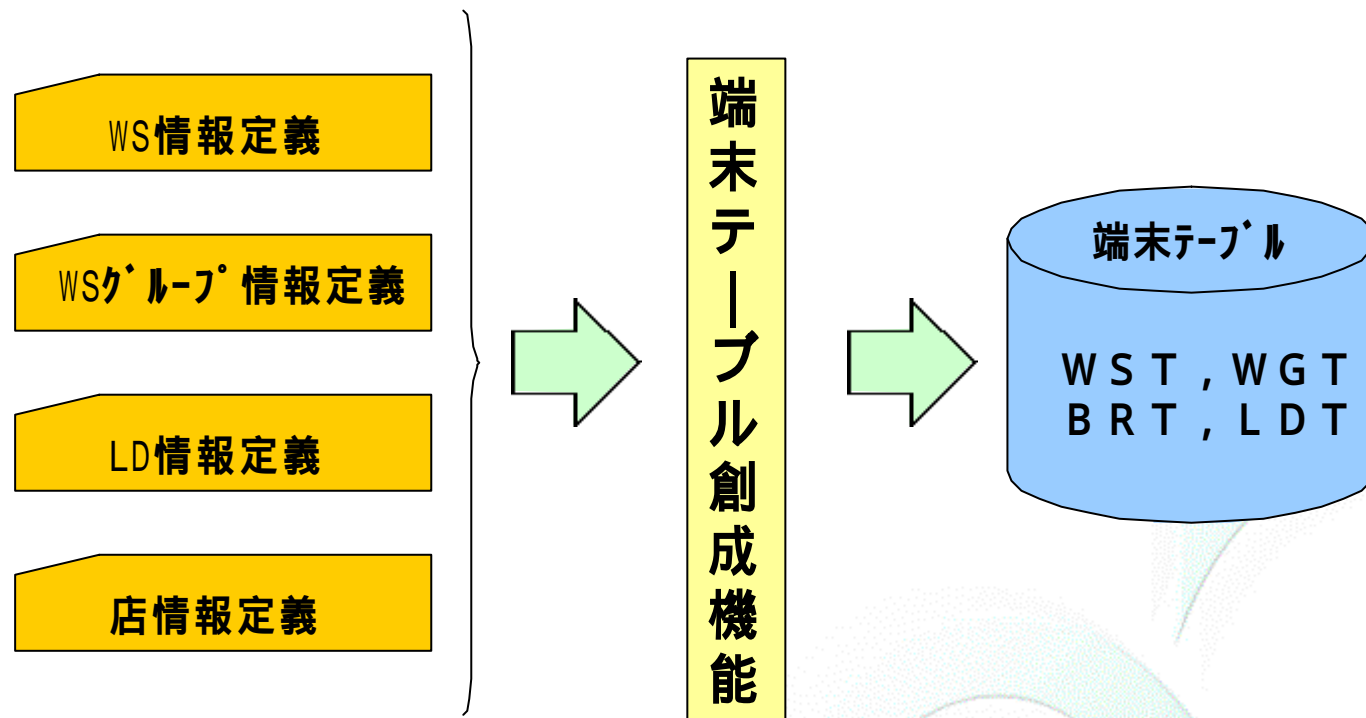 WS情報定義
WSグループ情報定義
LD情報定義
店情報定義
端末テーブル創成機能
端末テーブル
ＷＳＴ，ＷＧＴ
ＢＲＴ，ＬＤＴ